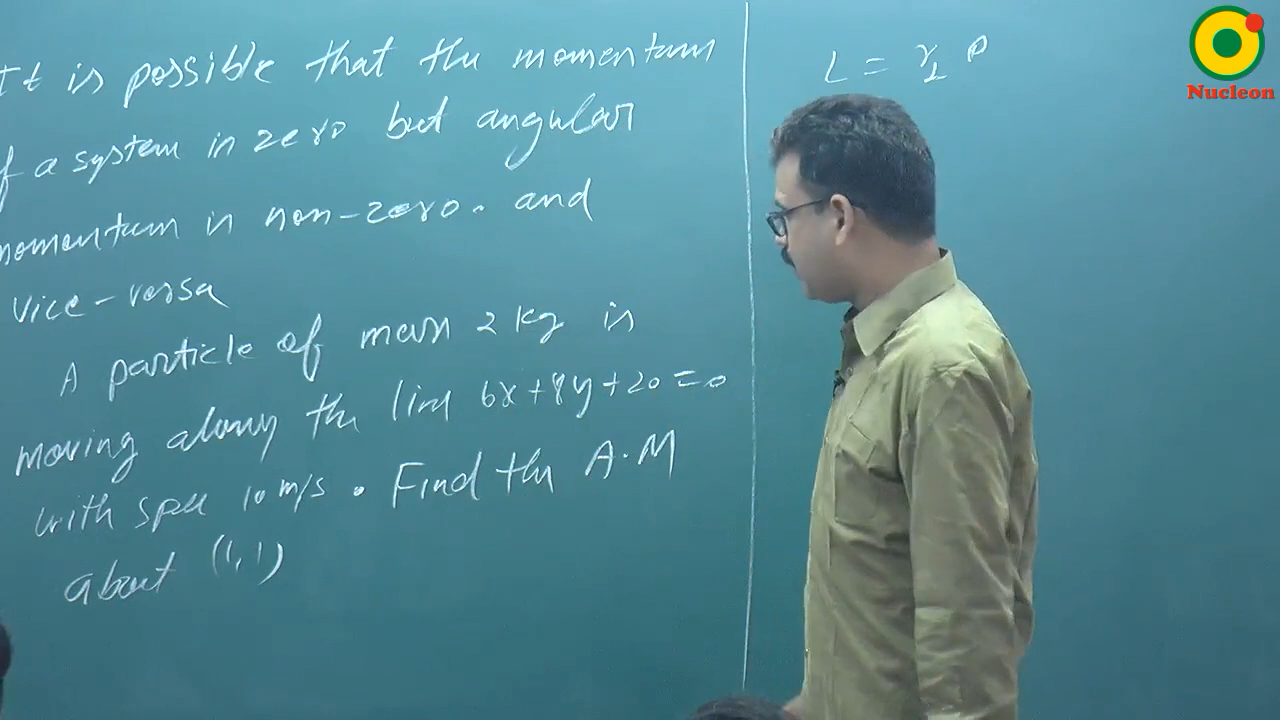 It is possible that the momentum
of a system in zero but angular
momentum in non-zero. and
vice-versa
A particle of mass 2 kg is
moving along the line 6x+8y+20=0
with spee 10 m/s. Find the A.M
about (1,1)
L = r⊥ P
Nucleon